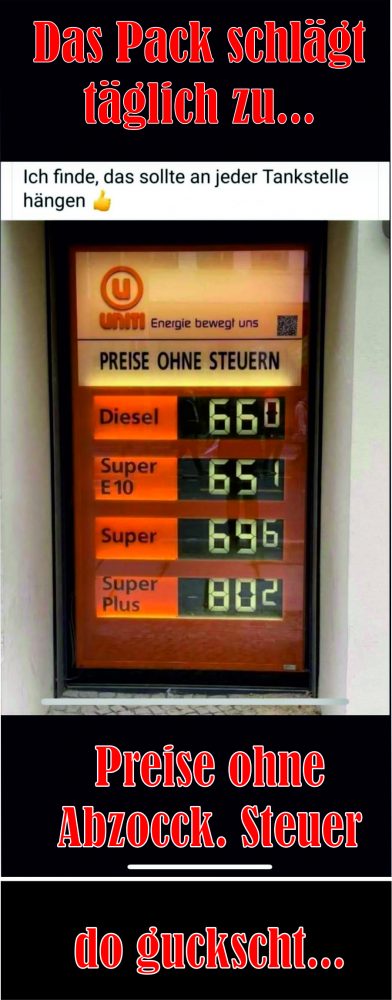 Das Pack schlägt
täglich zu...
Ich finde, das sollte an jeder Tankstelle
hängen 👍
u
UNITI Energie bewegt uns
PREISE OHNE STEUERN
Diesel 660
Super
E10 651
Super 696
Super
Plus 802
Preise ohne
Abzocck. Steuer
do guckscht...